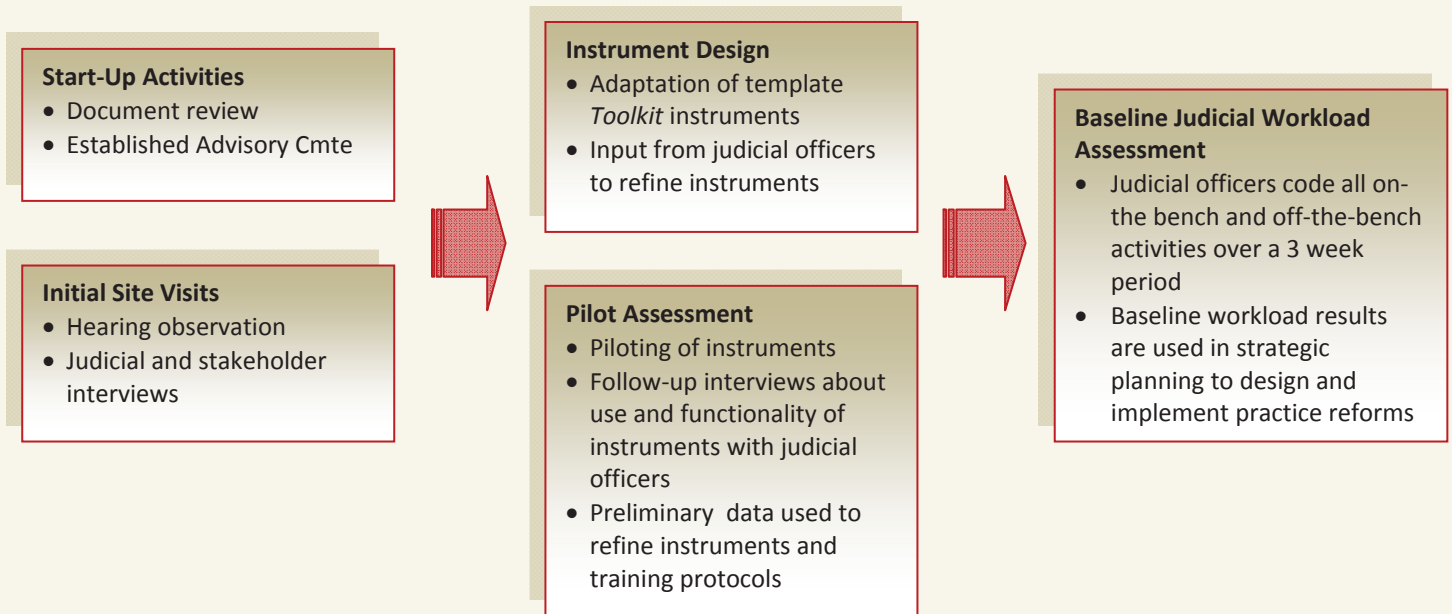 Start-Up Activities
• Document review
• Established Advisory Cmte
Initial Site Visits
• Hearing observation
• Judicial and stakeholder
interviews
Instrument Design
• Adaptation of template
Toolkit instruments
• Input from judicial officers
to refine instruments
Pilot Assessment
• Piloting of instruments
• Follow-up interviews about
use and functionality of
instruments with judicial
officers
• Preliminary data used to
refine instruments and
training protocols
Baseline Judicial Workload
Assessment
• Judicial officers code all on-
the bench and off-the-bench
activities over a 3 week
period
• Baseline workload results
are used in strategic
planning to design and
implement practice reforms